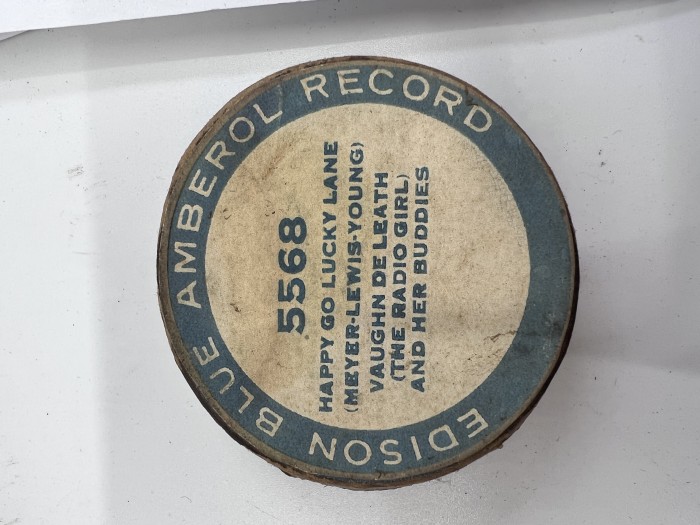 EDISON BLUE AMBEROL RECORD
5568
HAPPY GO LUCKY LANE
(MEYER-LEWIS-YOUNG)
VAUGHN DE LEATH
(THE RADIO GIRL)
AND HER BUDDIES